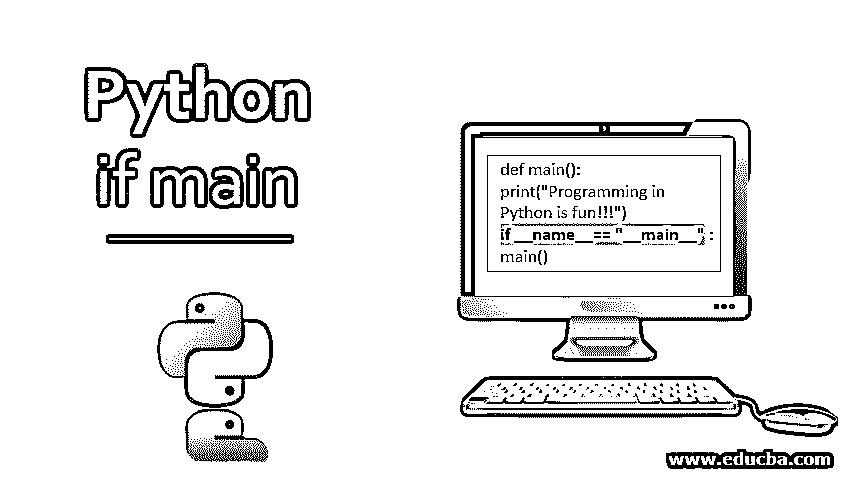 Python
if main
def main():
print("Programming in
Python is fun!!!")
if __name__== "__main__" :
main()
www.educba.com